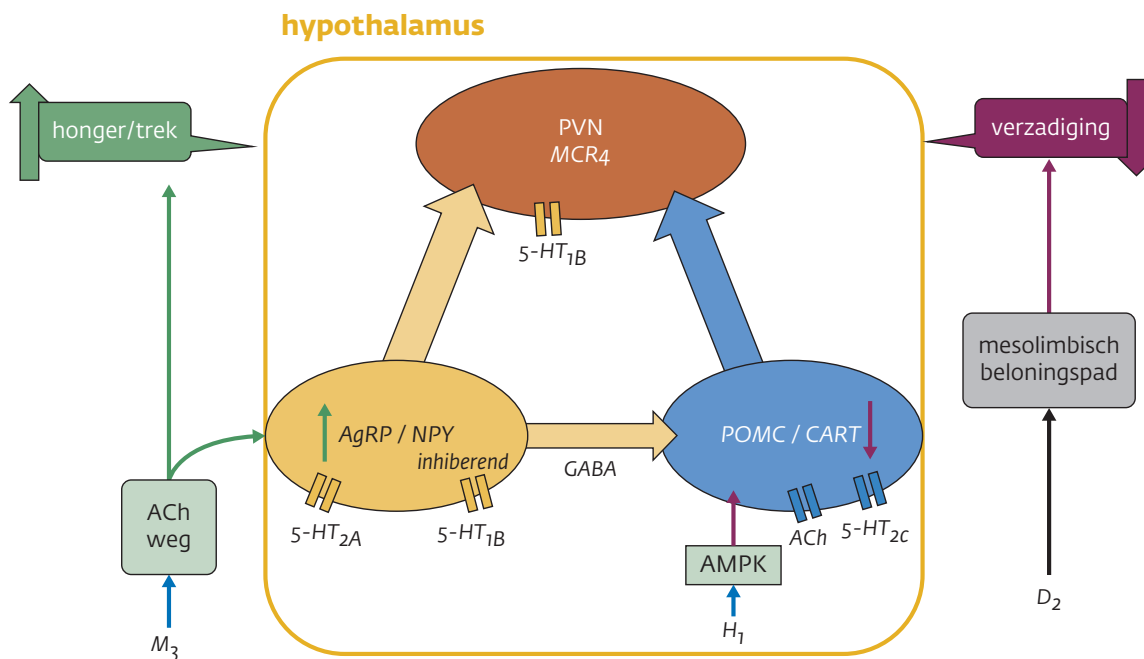 hypothalamus
honger/trek
PVN
MCR4
verzadiging
5-HT1B
mesolimbisch
beloningspad
AgRP / NPY
inhiberend
GABA
POMC / CART
5-HT2A
5-HT1B
ACh
5-HT2C
ACh
weg
AMPK
M3
H1
D2